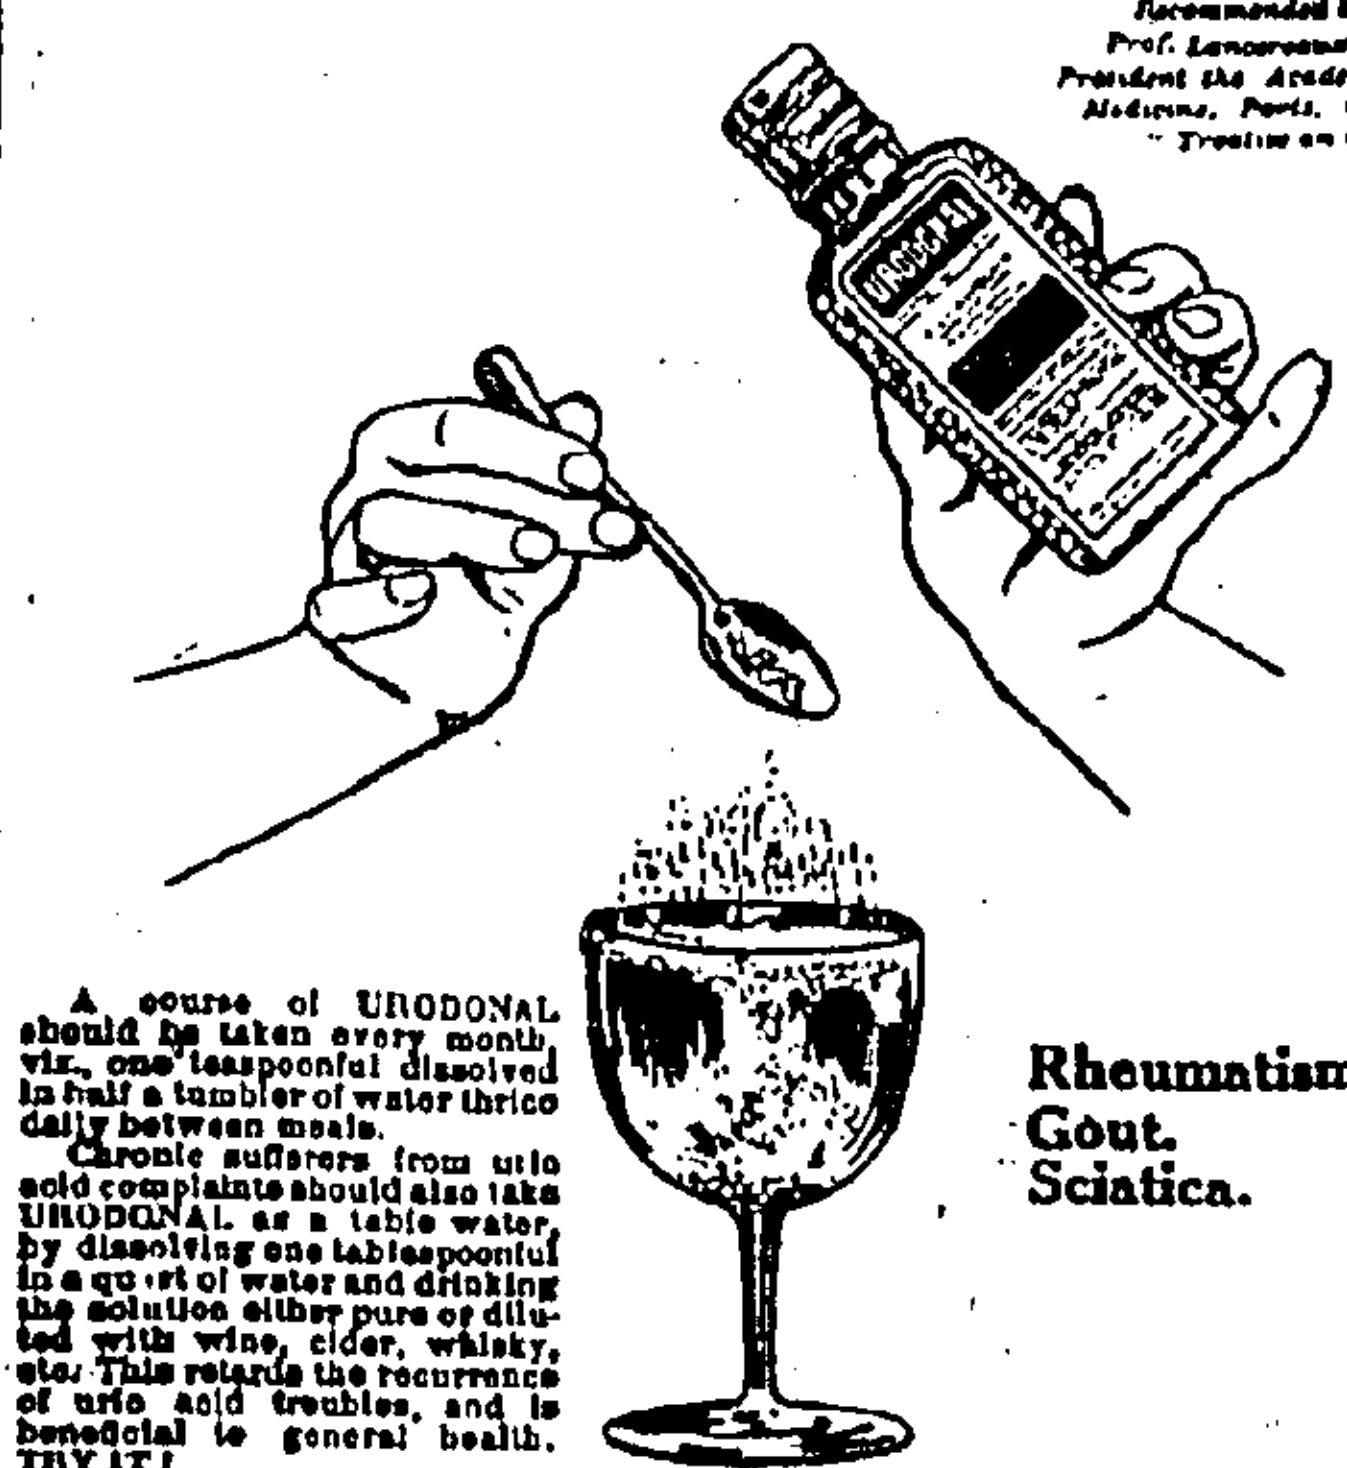 Recommended
Prof. Lancereaux
President the Acade
Medicine, Paris,
" Treatise on
URODONAL
A course of URODONAL
should be taken every month,
viz., one teaspoonful dissolved
in half a tumbler of water thrice
daily between meals.
Chronic sufferers from uric
acid complaints should also take
URODONAL as a table water,
by dissolving one tablespoonful
in a quart of water and drinking
the solution either pure or dilu-
ted with wine, cider, whisky,
etc. This retards the recurrence
of uric acid troubles, and is
beneficial to general health.
TRY IT !
Rheumatism
Gout.
Sciatica.